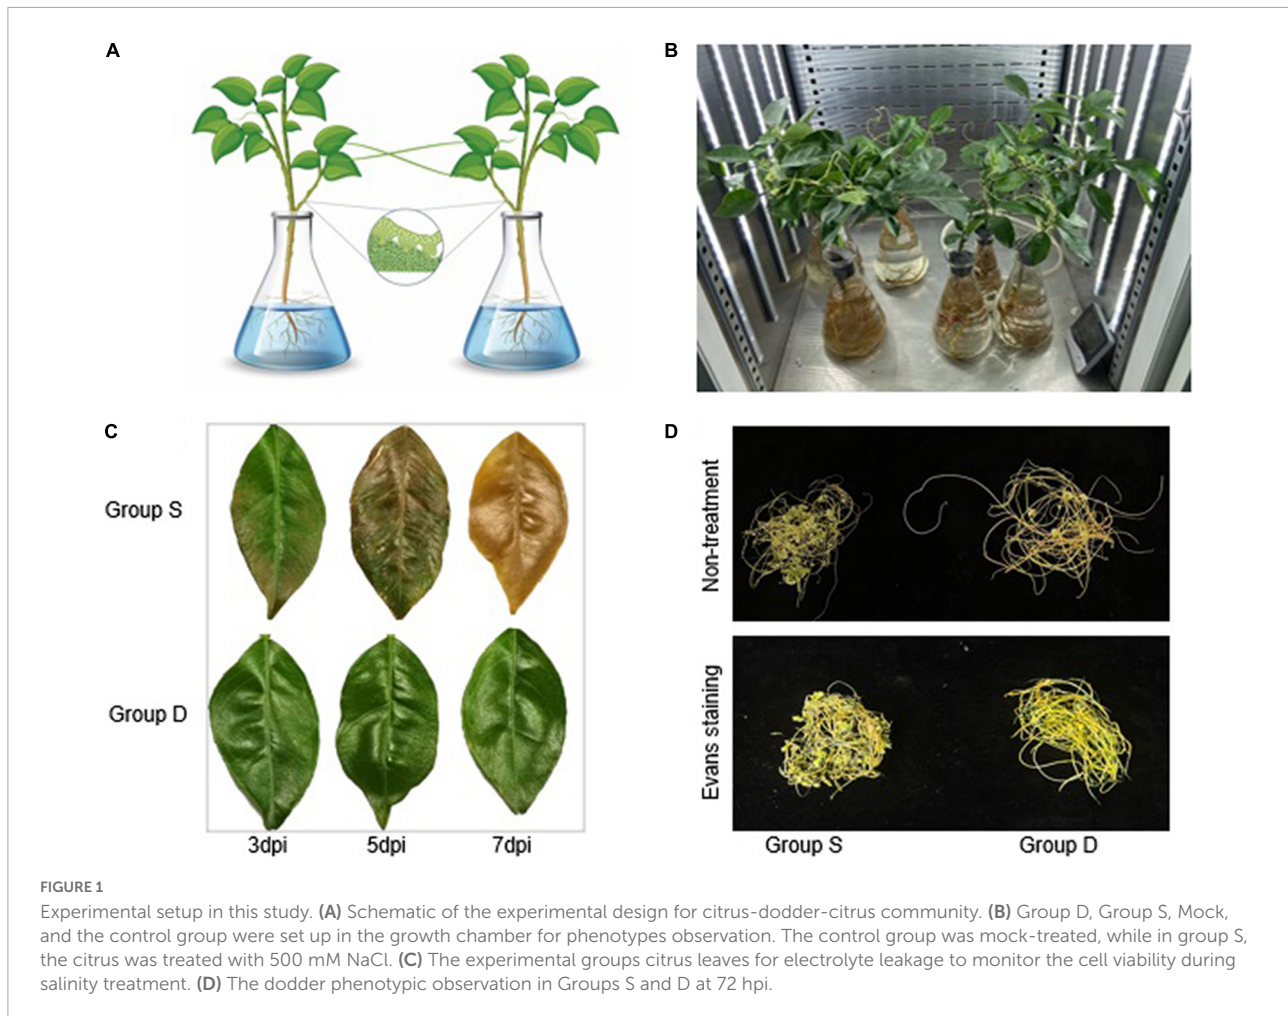 A
B
C
Group S
Group D
3dpi 5dpi 7dpi
D
Non-treatment
Evans staining
Group S Group D
FIGURE 1
Experimental setup in this study. (A) Schematic of the experimental design for citrus-dodder-citrus community. (B) Group D, Group S, Mock,
and the control group were set up in the growth chamber for phenotypes observation. The control group was mock-treated, while in group S,
the citrus was treated with 500 mM NaCl. (C) The experimental groups citrus leaves for electrolyte leakage to monitor the cell viability during
salinity treatment. (D) The dodder phenotypic observation in Groups S and D at 72 hpi.